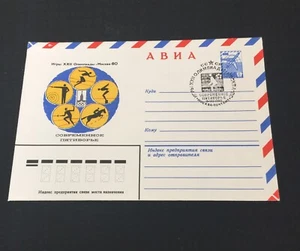 Игры XXII Олимпиады · Москва · 80
АВИА
Куда
Кому
СОВРЕМЕННОЕ
ПЯТИБОРЬЕ
Индекс предприятия связи
и адрес отправителя
Индекс предприятия связи места назначения